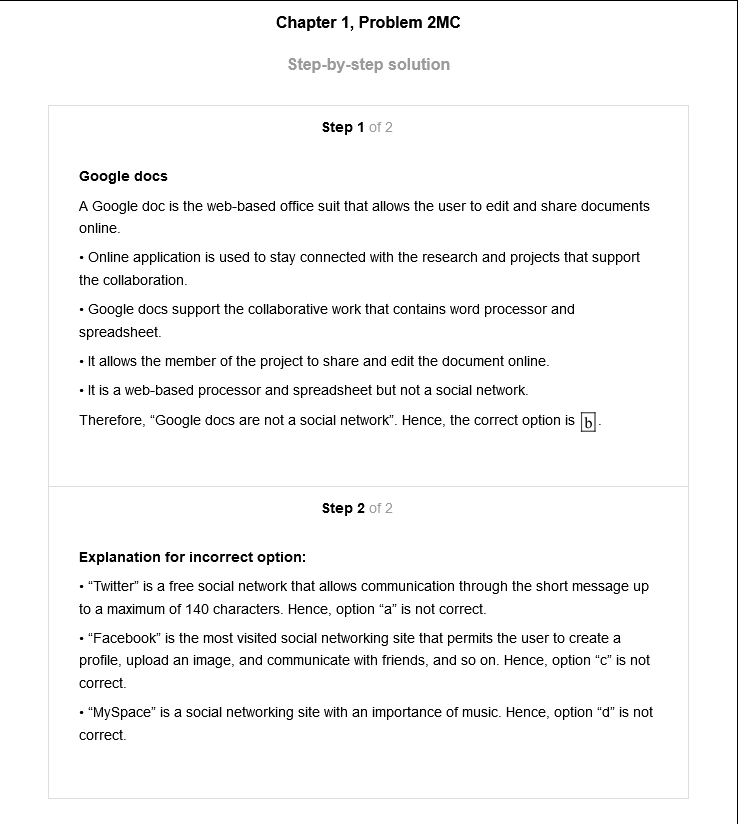 Chapter 1, Problem 2MC
Step-by-step solution
Step 1 of 2
Google docs
A Google doc is the web-based office suit that allows the user to edit and share documents
online.
• Online application is used to stay connected with the research and projects that support
the collaboration.
• Google docs support the collaborative work that contains word processor and
spreadsheet.
• It allows the member of the project to share and edit the document online.
• It is a web-based processor and spreadsheet but not a social network.
Therefore, “Google docs are not a social network”. Hence, the correct option is b.
Step 2 of 2
Explanation for incorrect option:
• “Twitter” is a free social network that allows communication through the short message up
to a maximum of 140 characters. Hence, option “a” is not correct.
• “Facebook” is the most visited social networking site that permits the user to create a
profile, upload an image, and communicate with friends, and so on. Hence, option “c” is not
correct.
• “MySpace” is a social networking site with an importance of music. Hence, option “d” is not
correct.